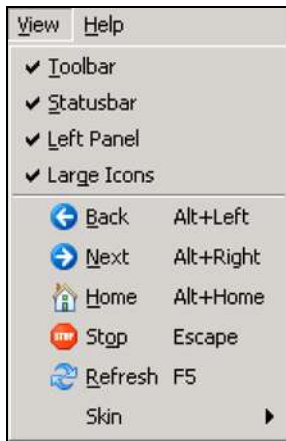 View Help
Toolbar
Statusbar
Left Panel
Large Icons
Back Alt+Left
Next Alt+Right
Home Alt+Home
STOP Stop Escape
Refresh F5
Skin